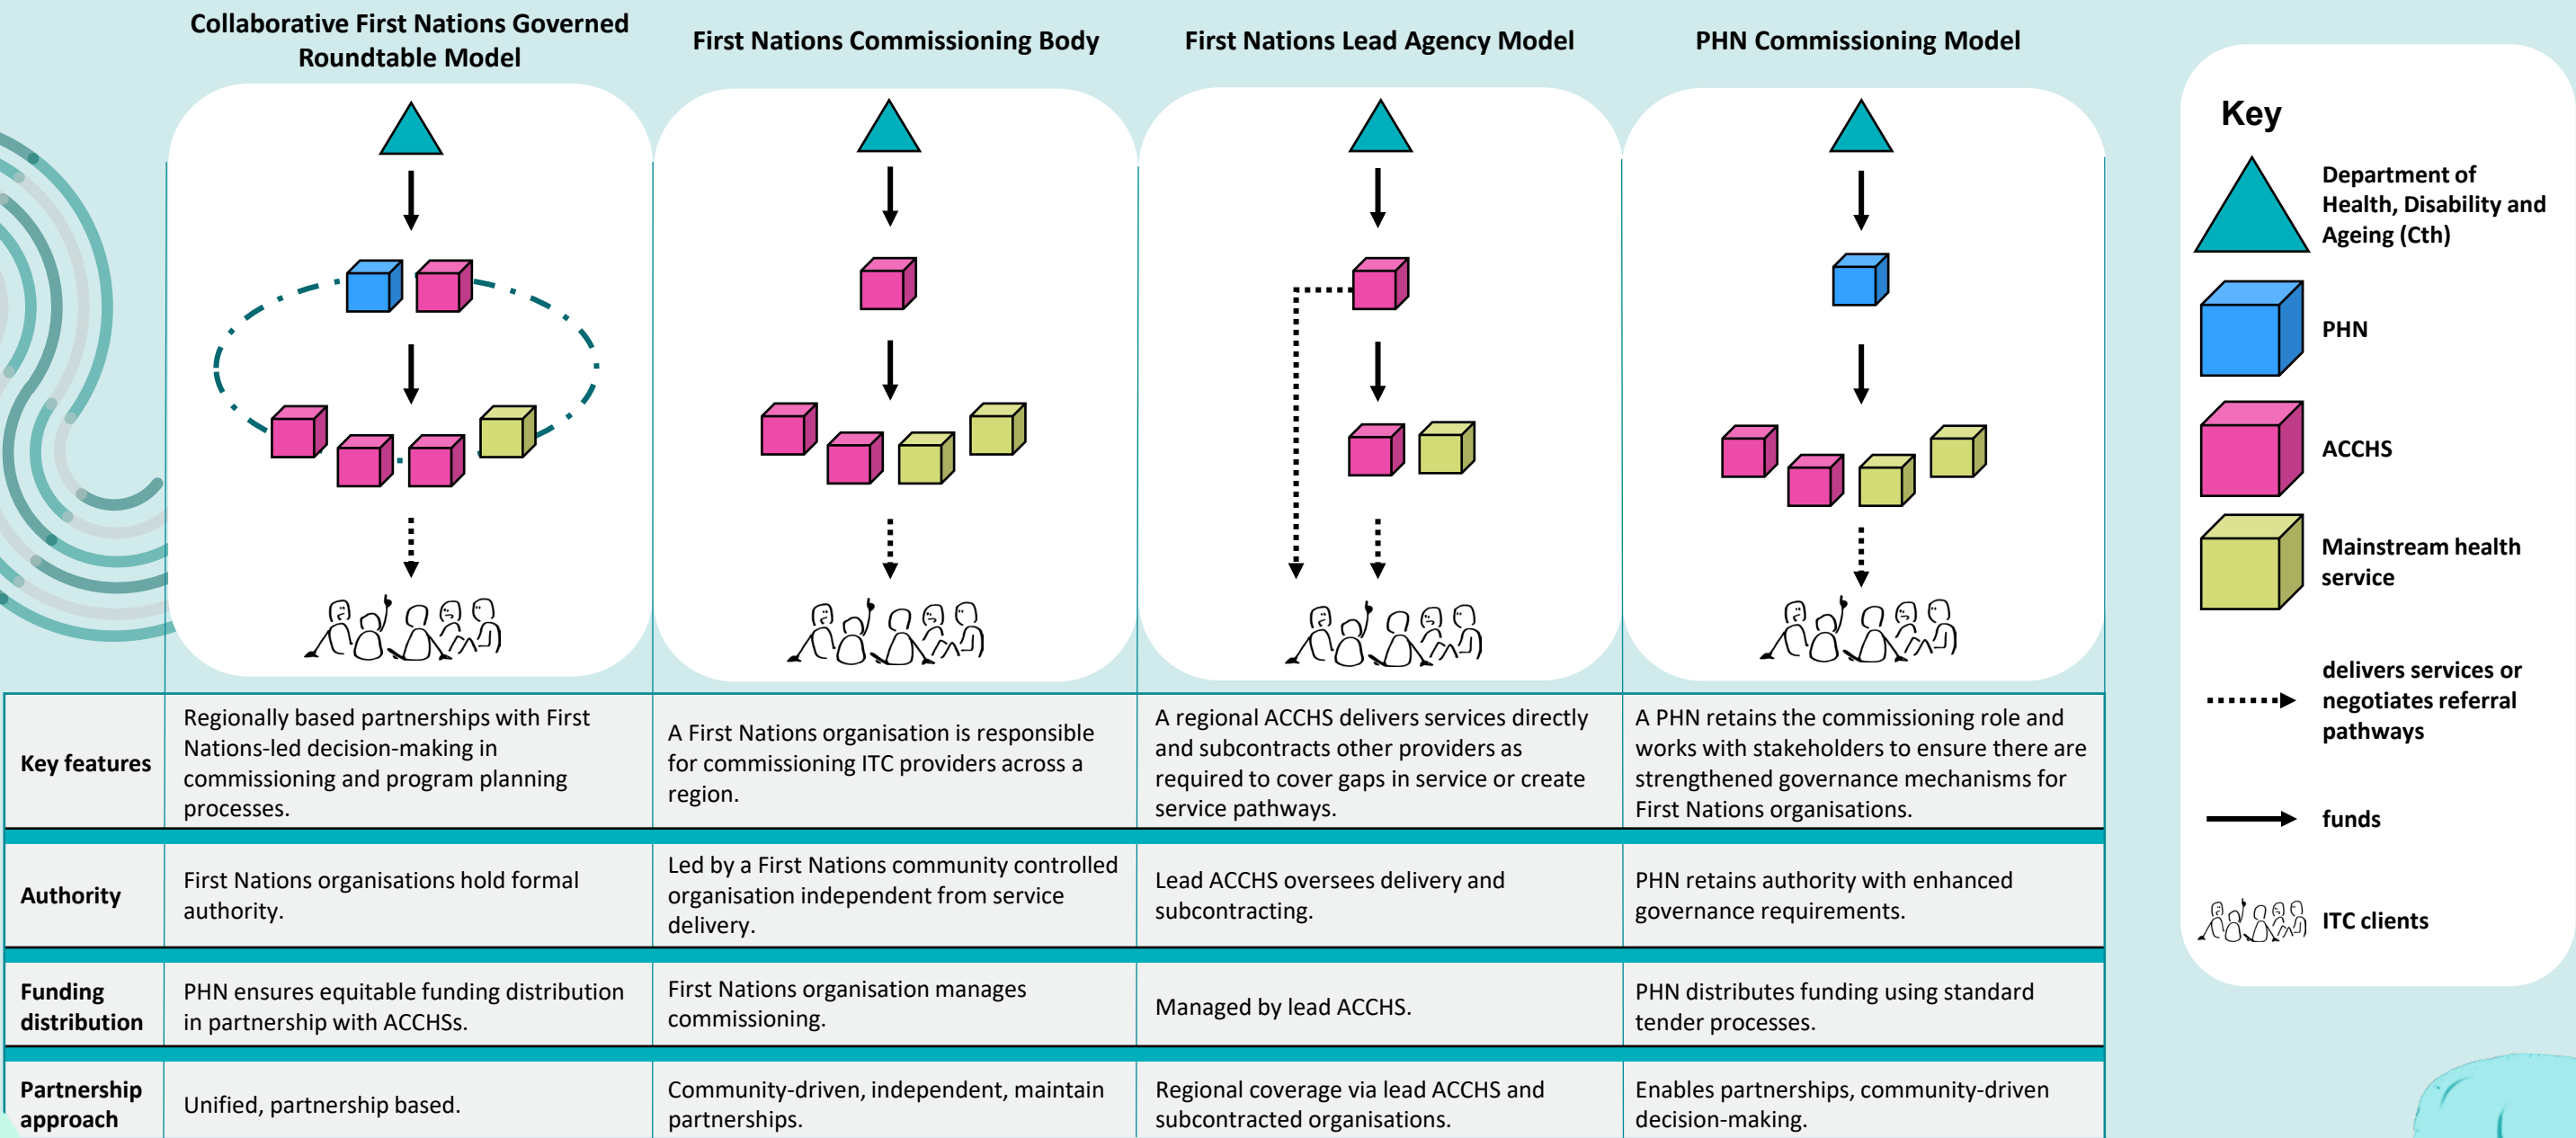 Collaborative First Nations Governed
Roundtable Model
First Nations Commissioning Body
First Nations Lead Agency Model
PHN Commissioning Model
Key
Department of
Health, Disability and
Ageing (Cth)
PHN
ACCHS
Mainstream health
service
delivers services or
negotiates referral
pathways
funds
ITC clients
Key features
Regionally based partnerships with First
Nations-led decision-making in
commissioning and program planning
processes.
A First Nations organisation is responsible
for commissioning ITC providers across a
region.
A regional ACCHS delivers services directly
and subcontracts other providers as
required to cover gaps in service or create
service pathways.
A PHN retains the commissioning role and
works with stakeholders to ensure there are
strengthened governance mechanisms for
First Nations organisations.
Authority
First Nations organisations hold formal
authority.
Led by a First Nations community controlled
organisation independent from service
delivery.
Lead ACCHS oversees delivery and
subcontracting.
PHN retains authority with enhanced
governance requirements.
Funding
distribution
PHN ensures equitable funding distribution
in partnership with ACCHSs.
First Nations organisation manages
commissioning.
Managed by lead ACCHS.
PHN distributes funding using standard
tender processes.
Partnership
approach
Unified, partnership based.
Community-driven, independent, maintain
partnerships.
Regional coverage via lead ACCHS and
subcontracted organisations.
Enables partnerships, community-driven
decision-making.